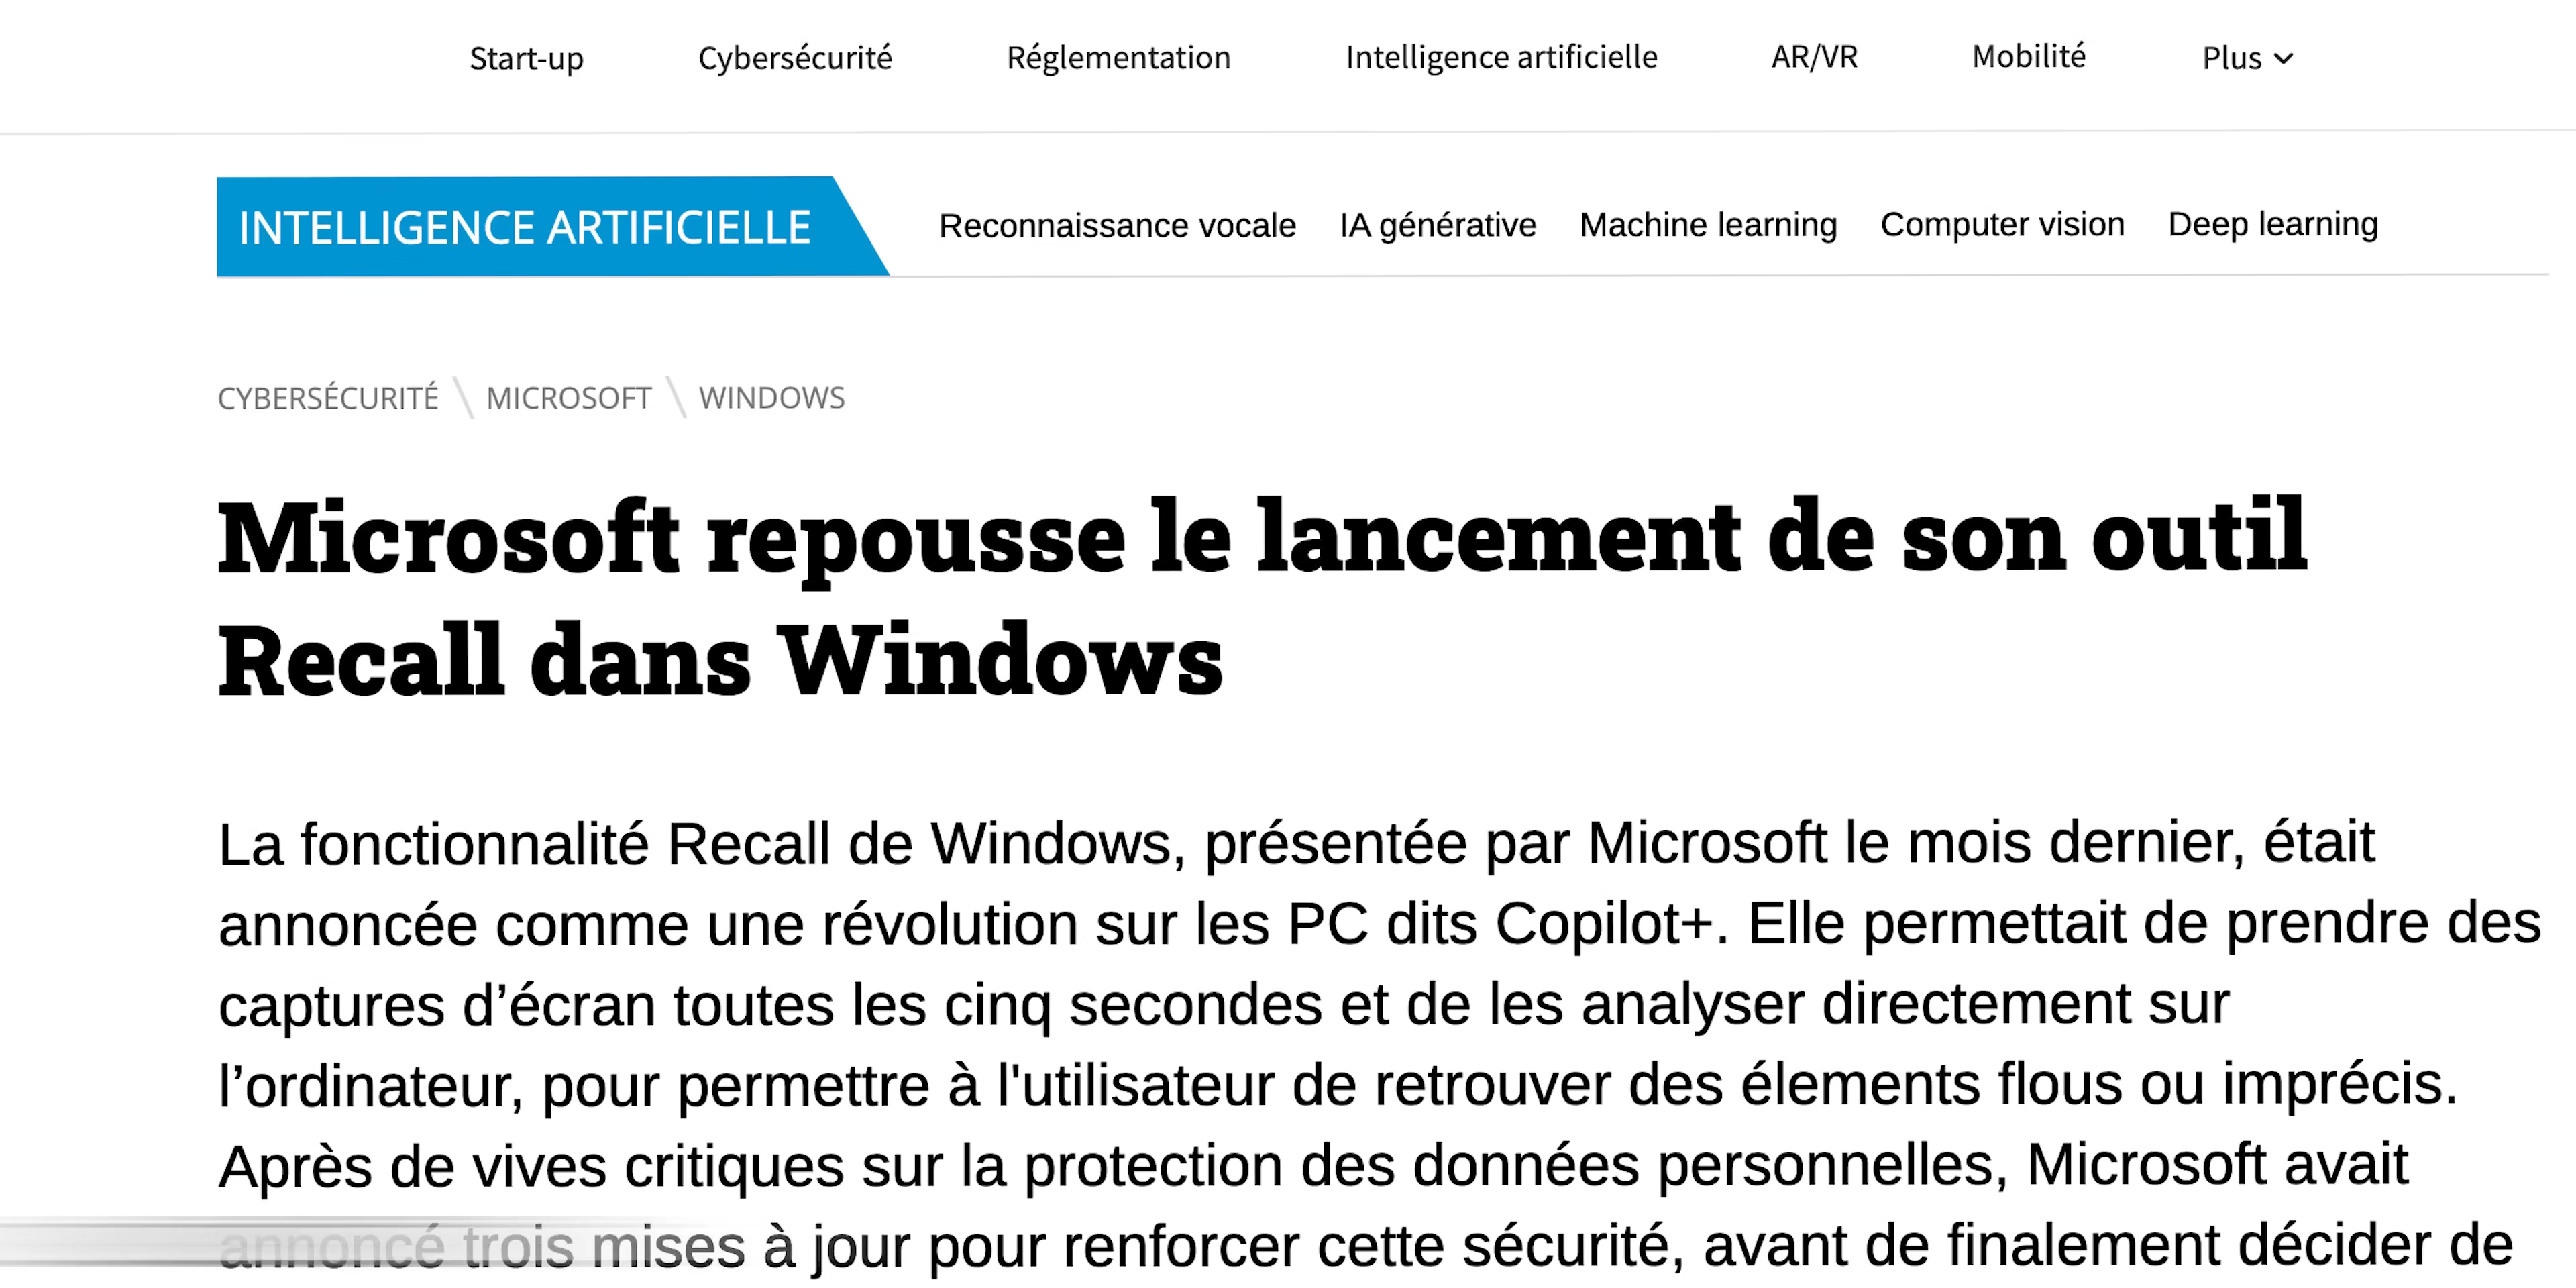 Start-up Cybersécurité Réglementation Intelligence artificielle AR/VR Mobilité Plus
INTELLIGENCE ARTIFICIELLE Reconnaissance vocale IA générative Machine learning Computer vision Deep learning
CYBERSÉCURITÉ \ MICROSOFT \ WINDOWS
Microsoft repousse le lancement de son outil
Recall dans Windows
La fonctionnalité Recall de Windows, présentée par Microsoft le mois dernier, était
annoncée comme une révolution sur les PC dits Copilot+. Elle permettait de prendre des
captures d’écran toutes les cinq secondes et de les analyser directement sur
l’ordinateur, pour permettre à l'utilisateur de retrouver des élements flous ou imprécis.
Après de vives critiques sur la protection des données personnelles, Microsoft avait
annoncé trois mises à jour pour renforcer cette sécurité, avant de finalement décider de